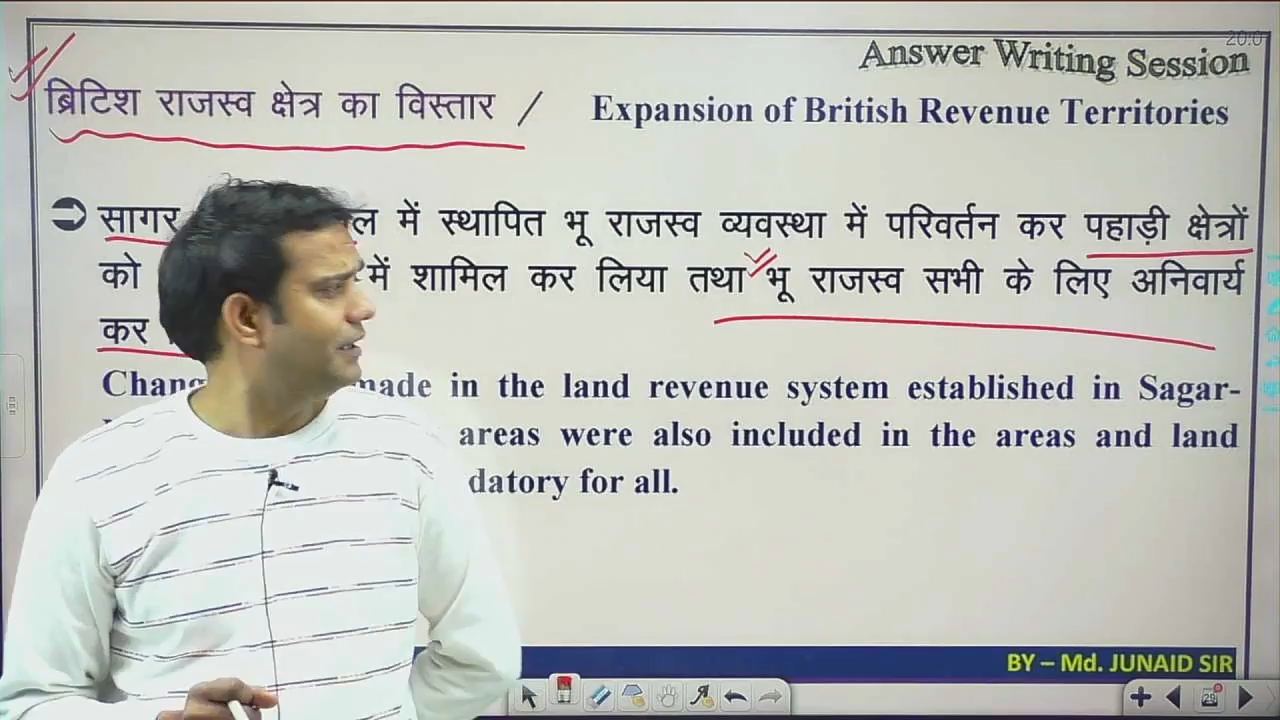 Answer Writing Session
20:0
ब्रिटिश राजस्व क्षेत्र का विस्तार / Expansion of British Revenue Territories
सागर में स्थापित भू राजस्व व्यवस्था में परिवर्तन कर पहाड़ी क्षेत्रों
को में शामिल कर लिया तथा भू राजस्व सभी के लिए अनिवार्य
कर
made in the land revenue system established in Sagar-
areas were also included in the areas and land
for all.
BY – Md. JUNAID SIR
29